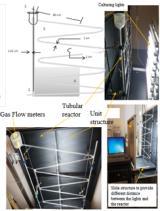 Culturing lights
Gas Flow meters
Tubular
reactor
Unit
structure
Slide structure to provide
different distance
between the lights and
the reactor